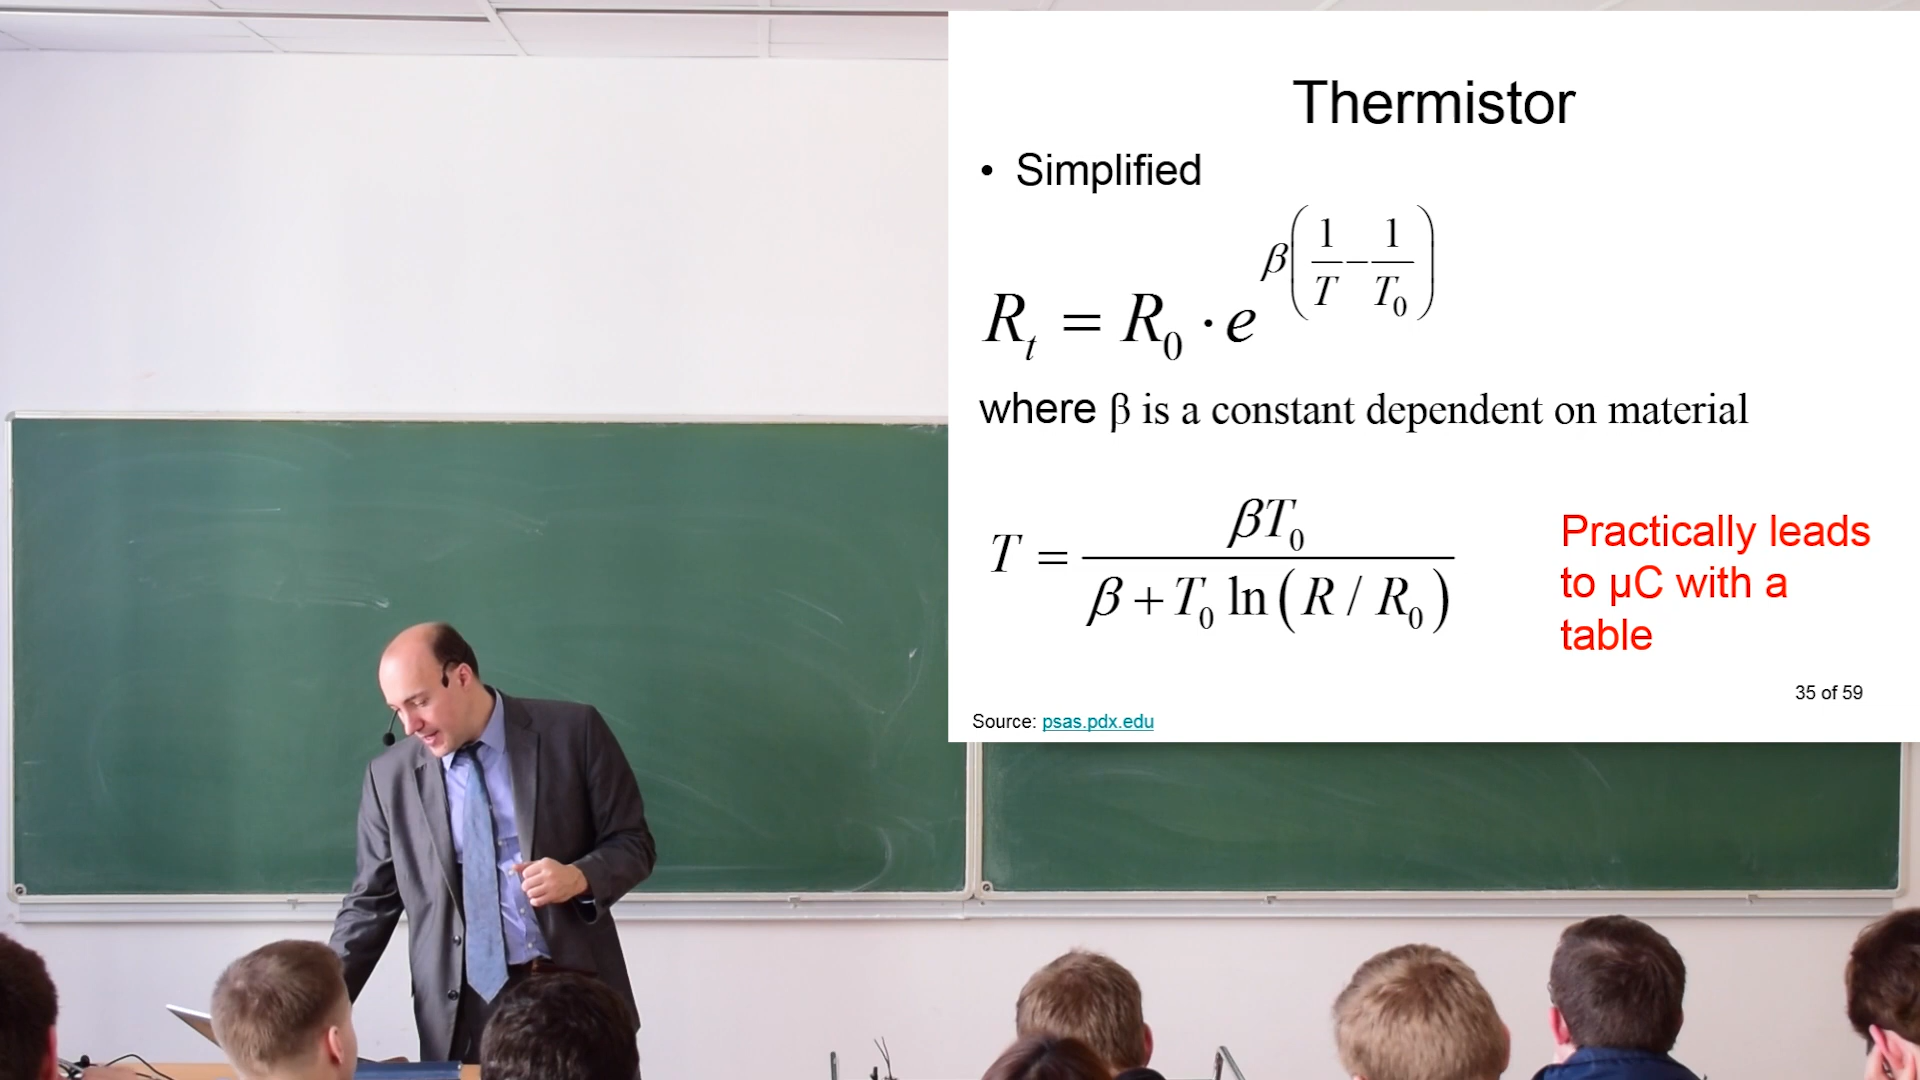 Thermistor
• Simplified
R_t = R_0 · e^{β(1/T − 1/T_0)}
where β is a constant dependent on material
T = βT_0 / (β + T_0 ln(R / R_0))
Practically leads
to µC with a
table
35 of 59
Source: psas.pdx.edu